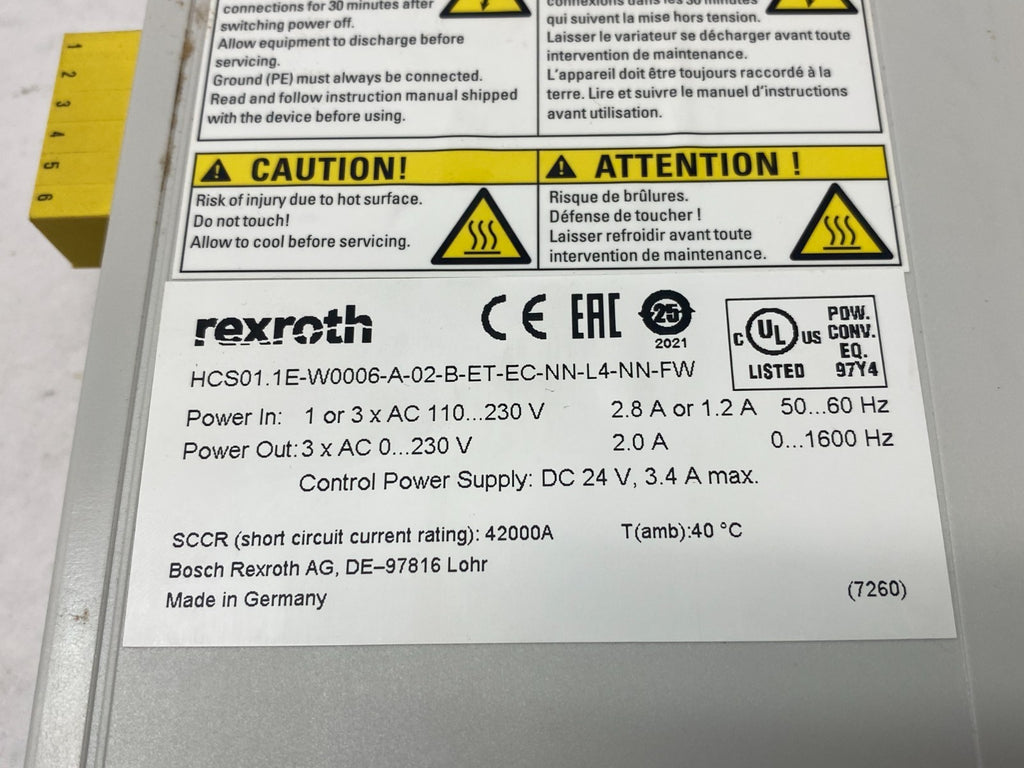 1
2
3
4
5
6
connections for 30 minutes after
switching power off.
Allow equipment to discharge before
servicing.
Ground (PE) must always be connected.
Read and follow instruction manual shipped
with the device before using.
connexions dans les 30 minutes
qui suivent la mise hors tension.
Laisser le variateur se décharger avant toute
intervention de maintenance.
L'appareil doit être toujours raccordé à la
terre. Lire et suivre le manuel d'instructions
avant utilisation.
CAUTION!
Risk of injury due to hot surface.
Do not touch!
Allow to cool before servicing.
ATTENTION !
Risque de brûlures.
Défense de toucher !
Laisser refroidir avant toute
intervention de maintenance.
rexroth
CE EAC 25
2021
C UL US
LISTED
POW.
CONV.
EQ.
97Y4
HCS01.1E-W0006-A-02-B-ET-EC-NN-L4-NN-FW
Power In: 1 or 3 x AC 110...230 V 2.8 A or 1.2 A 50...60 Hz
Power Out: 3 x AC 0...230 V 2.0 A 0...1600 Hz
Control Power Supply: DC 24 V, 3.4 A max.
SCCR (short circuit current rating): 42000A T(amb):40 °C
Bosch Rexroth AG, DE–97816 Lohr
Made in Germany (7260)